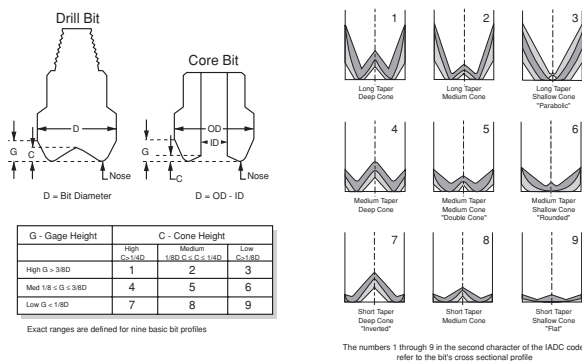 Drill Bit
Core Bit
D
OD
ID
G
C
G
C
Nose
Nose
D = Bit Diameter
D = OD - ID
G - Gage Height
C - Cone Height
High
C>1/4D
Medium
1/8D C ≤ C ≤ 1/4D
Low
C>1/8D
High G > 3/8D
1
2
3
Med 1/8 ≤ G ≤ 3/8D
4
5
6
Low G < 1/8D
7
8
9
Exact ranges are defined for nine basic bit profiles
1
2
3
Long Taper
Deep Cone
Long Taper
Medium Cone
Long Taper
Shallow Cone
"Parabolic"
4
5
6
Medium Taper
Deep Cone
Medium Taper
Medium Cone
"Double Cone"
Medium Taper
Shallow Cone
"Rounded"
7
8
9
Short Taper
Deep Cone
"Inverted"
Short Taper
Medium Cone
Short Taper
Shallow Cone
"Flat"
The numbers 1 through 9 in the second character of the IADC code
refer to the bit's cross sectional profile